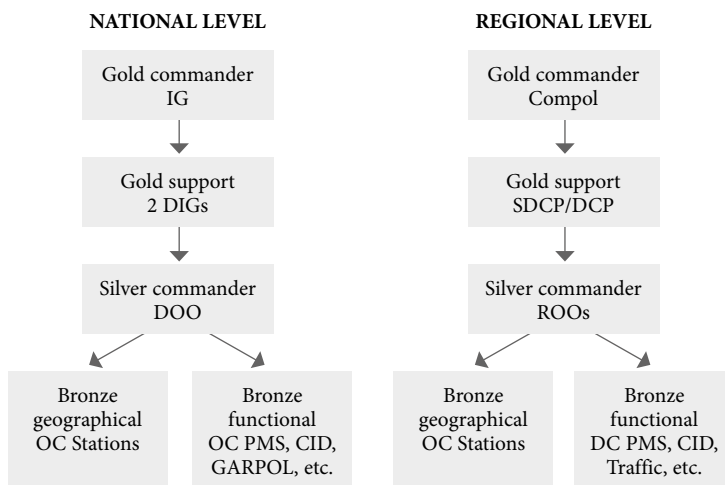 NATIONAL LEVEL
Gold commander
IG
Gold support
2 DIGs
Silver commander
DOO
Bronze
geographical
OC Stations
Bronze
functional
OC PMS, CID,
GARPOL, etc.
REGIONAL LEVEL
Gold commander
Compol
Gold support
SDCP/DCP
Silver commander
ROOs
Bronze
geographical
OC Stations
Bronze
functional
DC PMS, CID,
Traffic, etc.